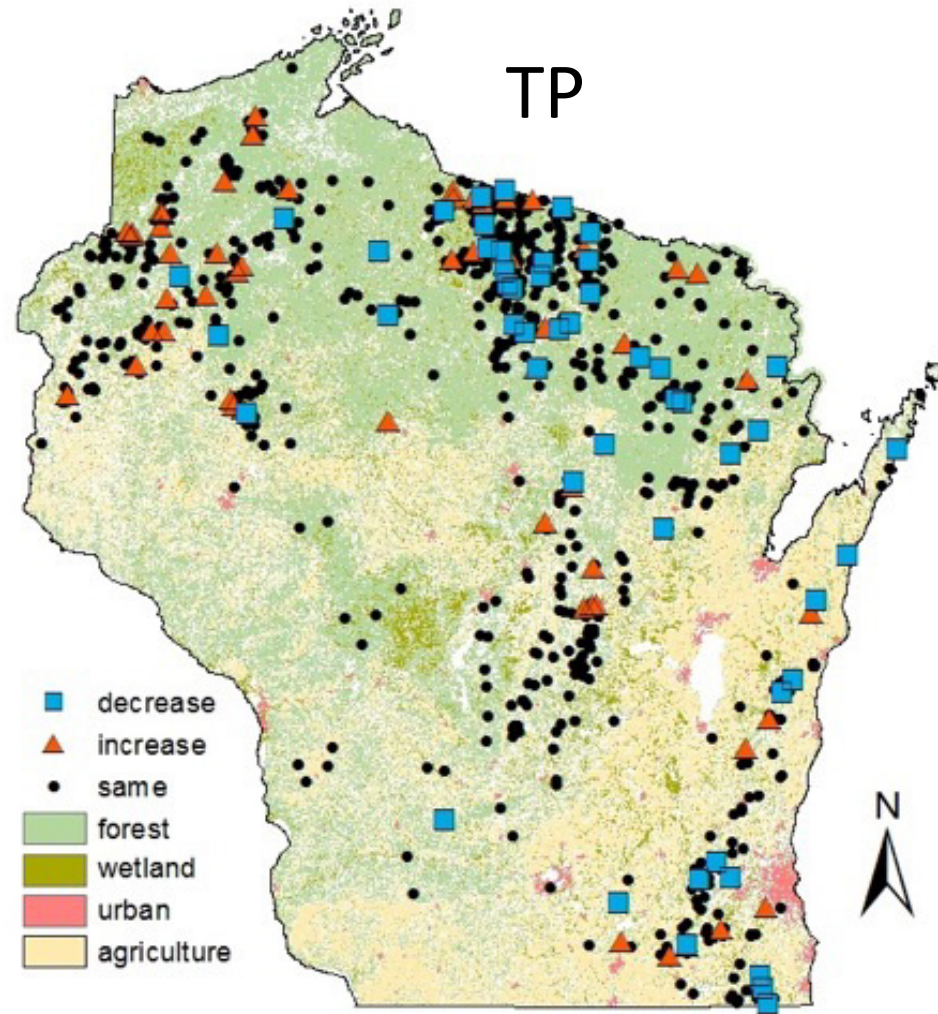 TP
decrease
increase
same
forest
wetland
urban
agriculture
N